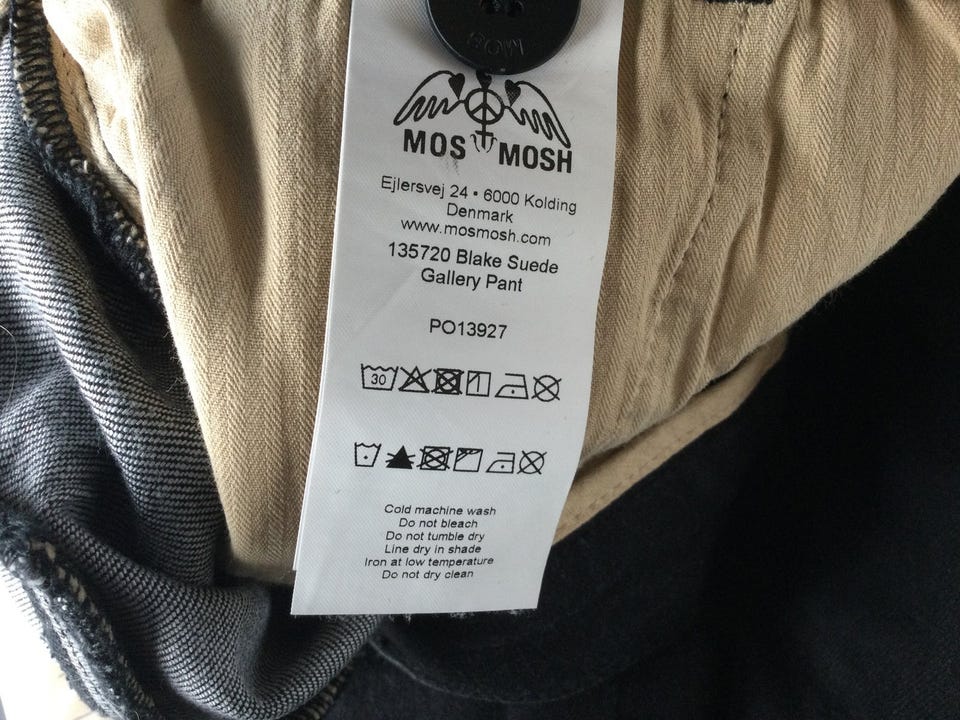 MOS MOSH
Ejlersvej 24 • 6000 Kolding
Denmark
www.mosmosh.com
135720 Blake Suede
Gallery Pant
PO13927
30
Cold machine wash
Do not bleach
Do not tumble dry
Line dry in shade
Iron at low temperature
Do not dry clean